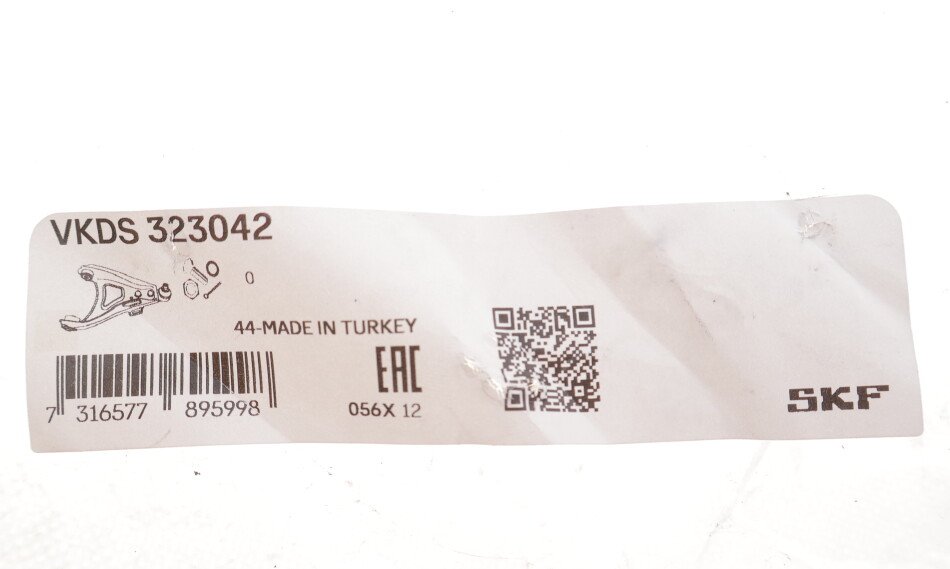 VKDS 323042
0
44-MADE IN TURKEY
EAC
7 316577 895998
056X 12
SKF